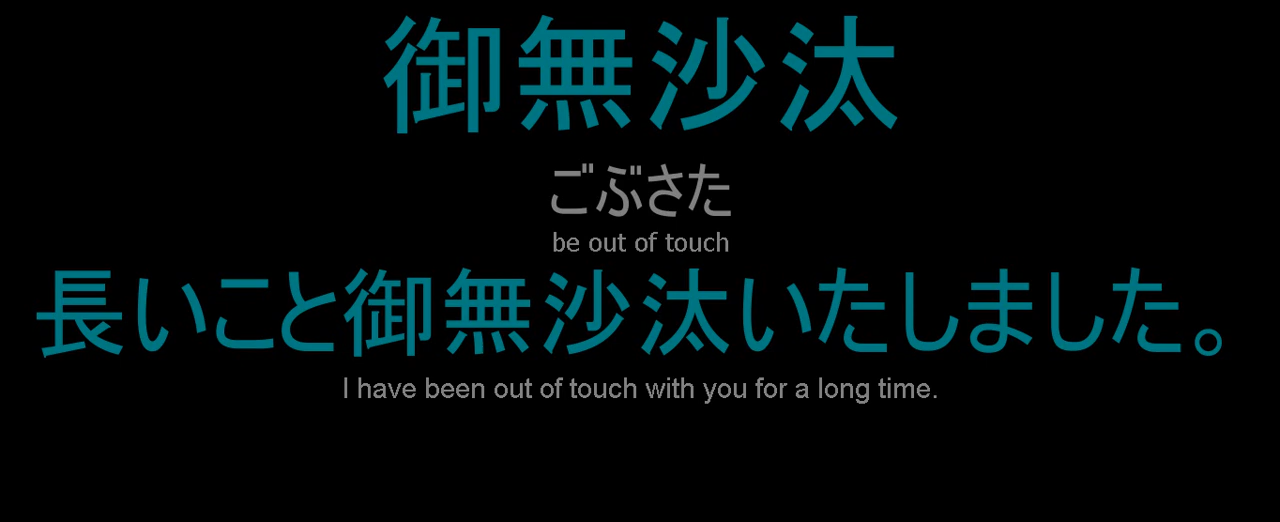 御無沙汰
ごぶさた
be out of touch
長いこと御無沙汰いたしました。
I have been out of touch with you for a long time.